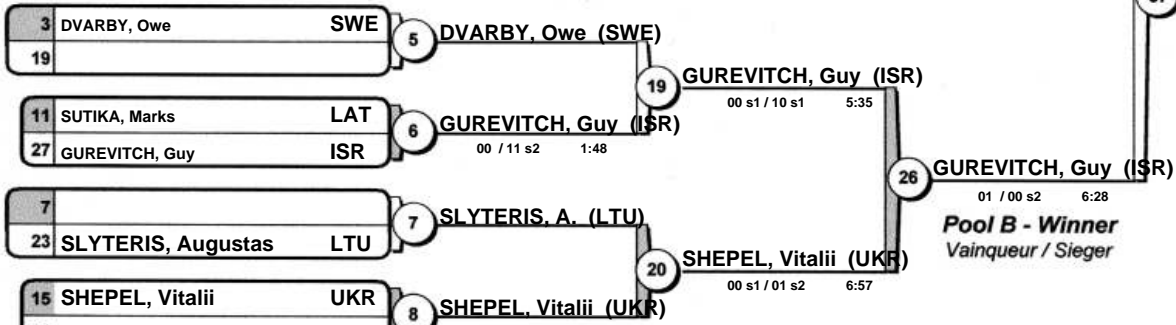 3 DVARBY, Owe SWE
19
5 DVARBY, Owe (SWE)
11 SUTIKA, Marks LAT
27 GUREVITCH, Guy ISR
6 GUREVITCH, Guy (ISR)
00 / 11 s2 1:48
19 GUREVITCH, Guy (ISR)
00 s1 / 10 s1 5:35
7
23 SLYTERIS, Augustas LTU
7 SLYTERIS, A. (LTU)
15 SHEPEL, Vitalii UKR
8 SHEPEL, Vitalii (UKR)
20 SHEPEL, Vitalii (UKR)
00 s1 / 01 s2 6:57
26 GUREVITCH, Guy (ISR)
01 / 00 s2 6:28
Pool B - Winner
Vainqueur / Sieger